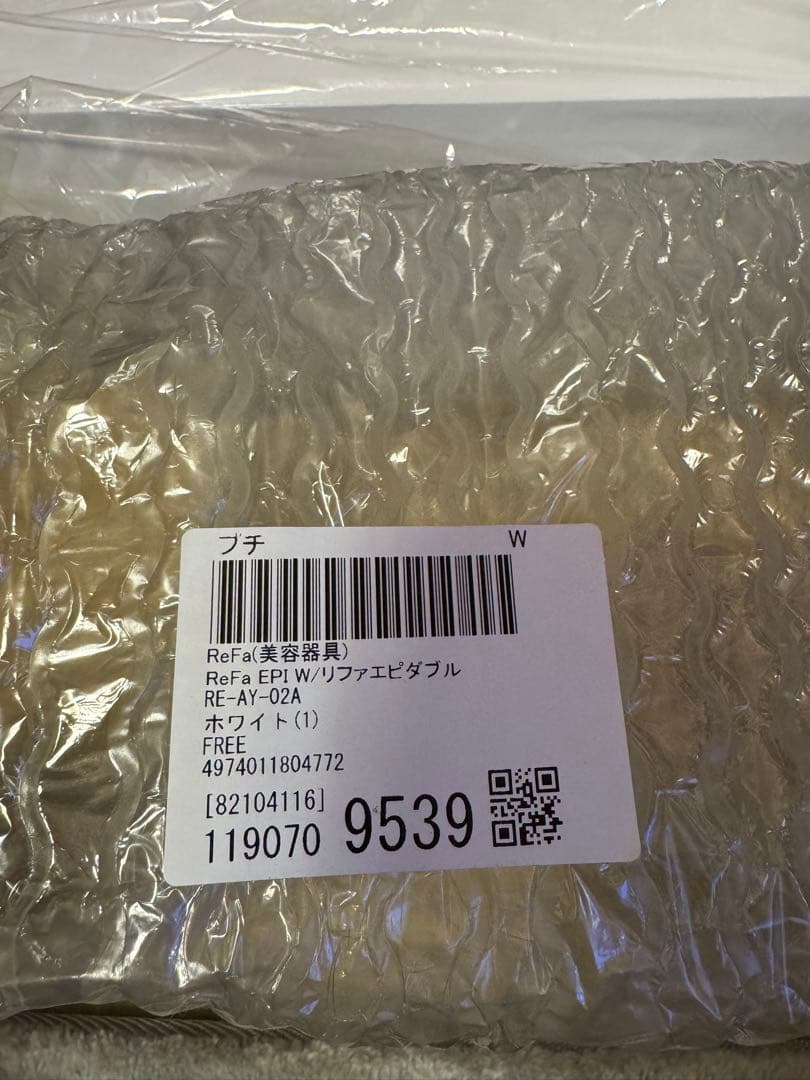 プチ W
ReFa(美容器具)
ReFa EPI W/リファエピダブル
RE-AY-02A
ホワイト(1)
FREE
4974011804772
[82104116]
119070 9539